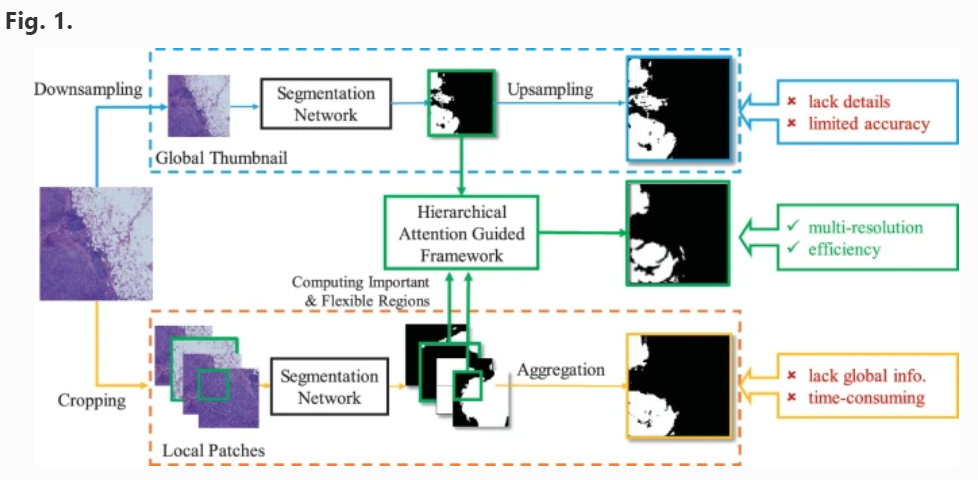 Fig. 1.
Downsampling
Segmentation
Network
Upsampling
✘ lack details
✘ limited accuracy
Global Thumbnail
Hierarchical
Attention Guided
Framework
✓ multi-resolution
✓ efficiency
Computing Important
& Flexible Regions
Cropping
Segmentation
Network
Aggregation
✘ lack global info.
✘ time-consuming
Local Patches